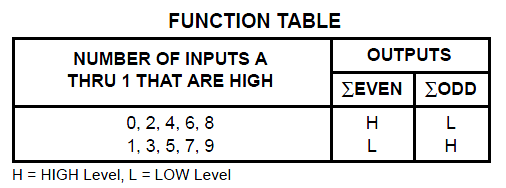 FUNCTION TABLE
NUMBER OF INPUTS A
THRU 1 THAT ARE HIGH
OUTPUTS
∑EVEN ∑ODD
0, 2, 4, 6, 8 H L
1, 3, 5, 7, 9 L H
H = HIGH Level, L = LOW Level